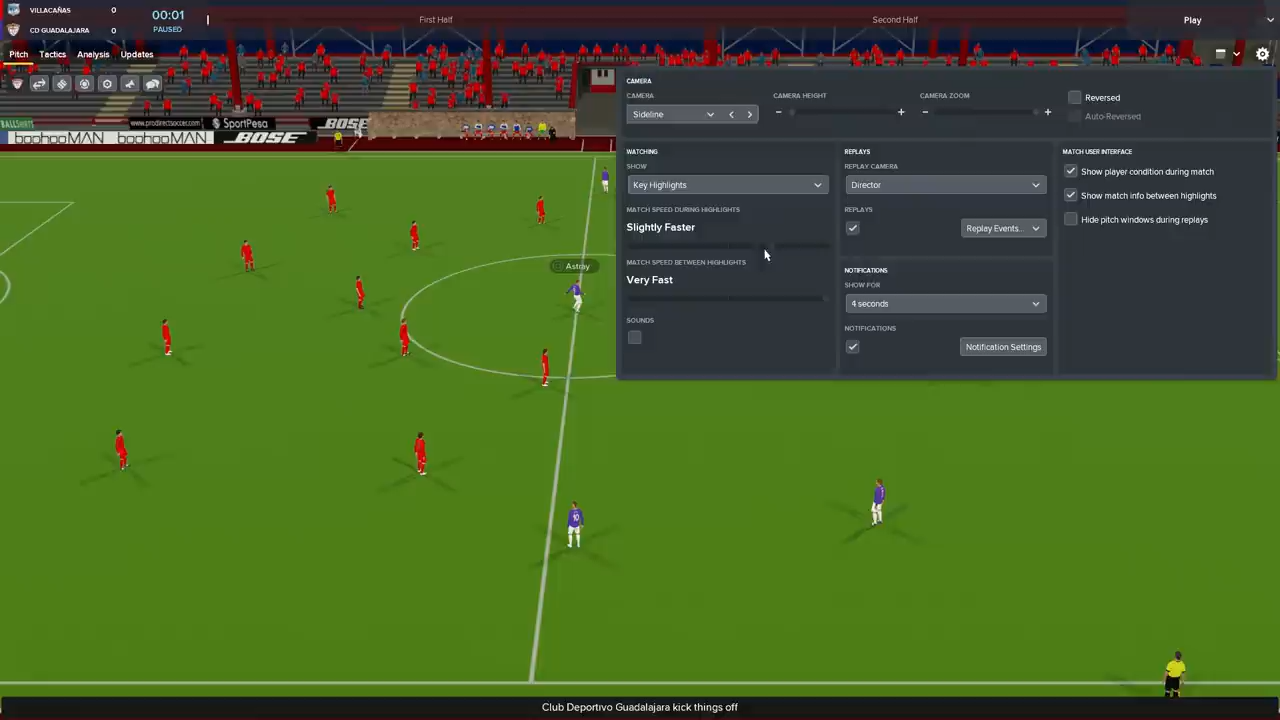 VILLACAÑAS 0
CD GUADALAJARA 0
00:01
PAUSED
First Half
Second Half
Play
Pitch Tactics Analysis Updates
CAMERA
CAMERA
Sideline
CAMERA HEIGHT
CAMERA ZOOM
Reversed
Auto-Reversed
WATCHING
SHOW
Key Highlights
MATCH SPEED DURING HIGHLIGHTS
Slightly Faster
MATCH SPEED BETWEEN HIGHLIGHTS
Very Fast
SOUNDS
REPLAYS
REPLAY CAMERA
Director
REPLAYS
Replay Events...
NOTIFICATIONS
SHOW FOR
4 seconds
NOTIFICATIONS
Notification Settings
MATCH USER INTERFACE
Show player condition during match
Show match info between highlights
Hide pitch windows during replays
www.prodirectsoccer.com
SportPesa
BOSE
boohooMAN boohooMAN BOSE
Astray
10
Club Deportivo Guadalajara kick things off